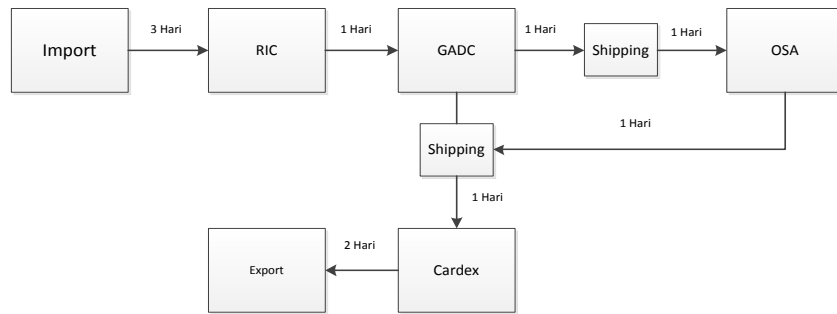 Import
3 Hari
RIC
1 Hari
GADC
1 Hari
Shipping
1 Hari
OSA
Shipping
1 Hari
1 Hari
Export
2 Hari
Cardex